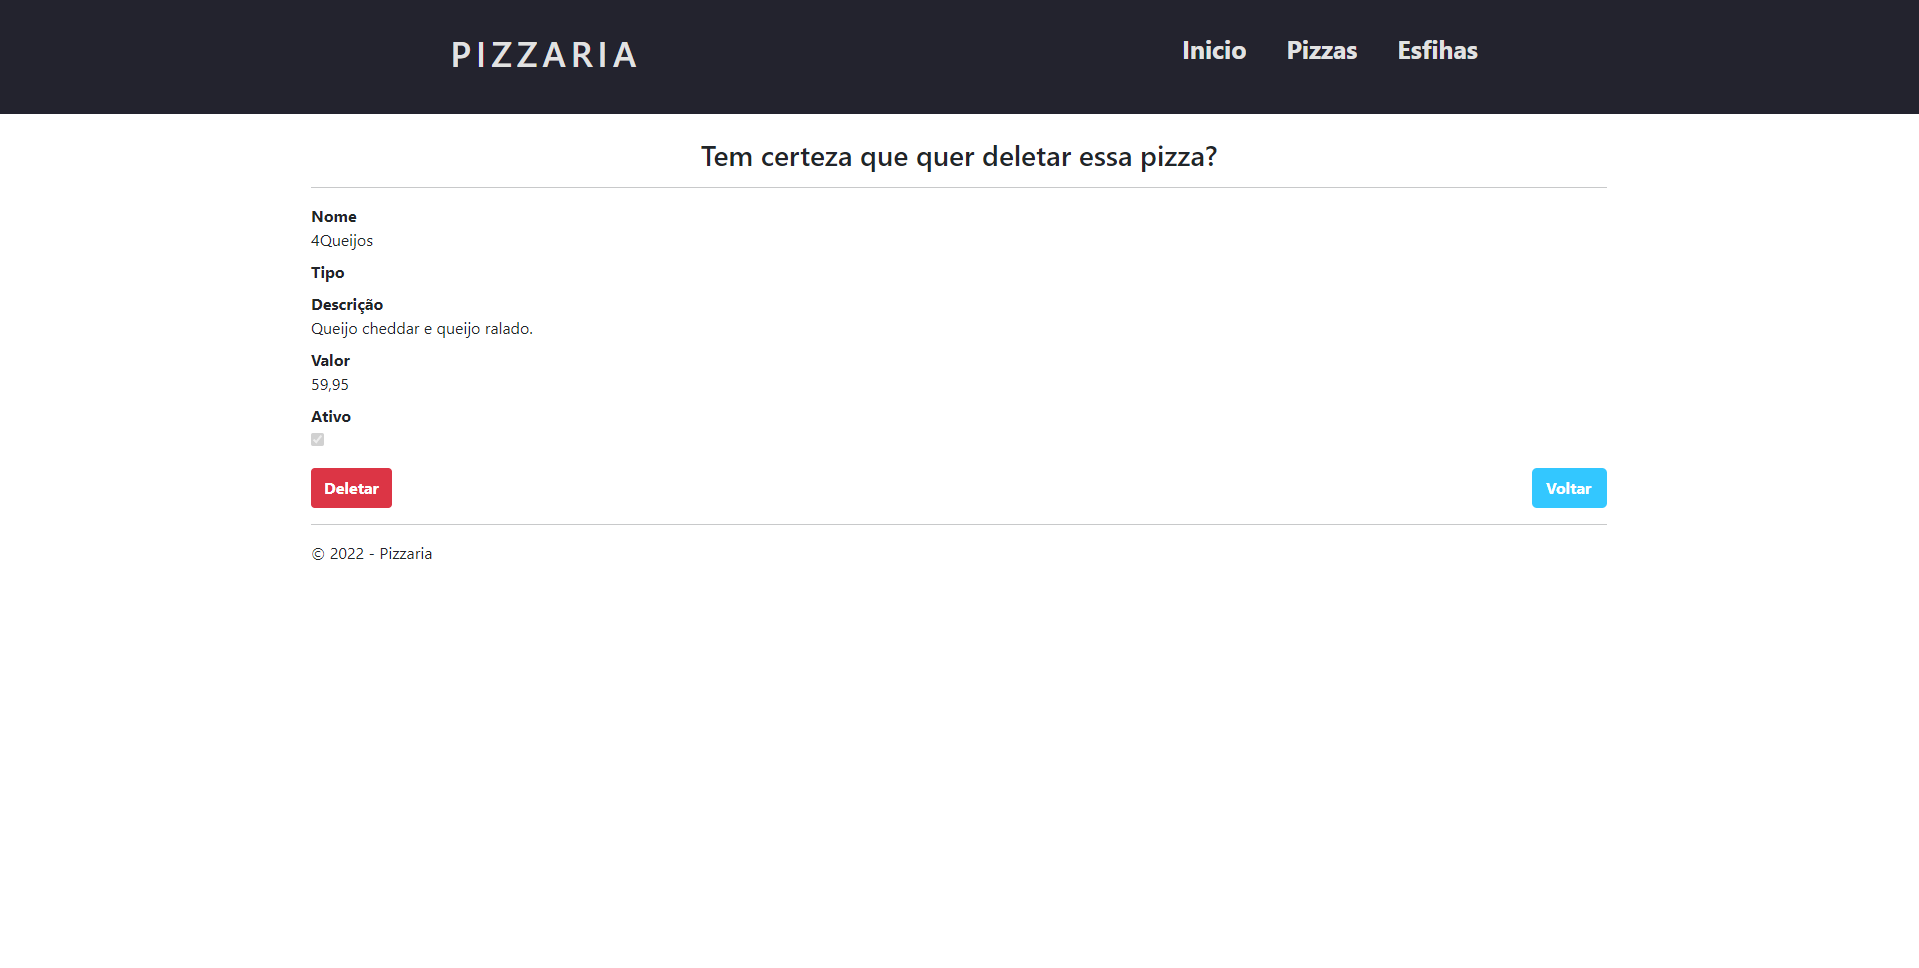 PIZZARIA
Inicio Pizzas Esfihas
Tem certeza que quer deletar essa pizza?
Nome
4Queijos
Tipo
Descrição
Queijo cheddar e queijo ralado.
Valor
59,95
Ativo
Deletar Voltar
© 2022 - Pizzaria